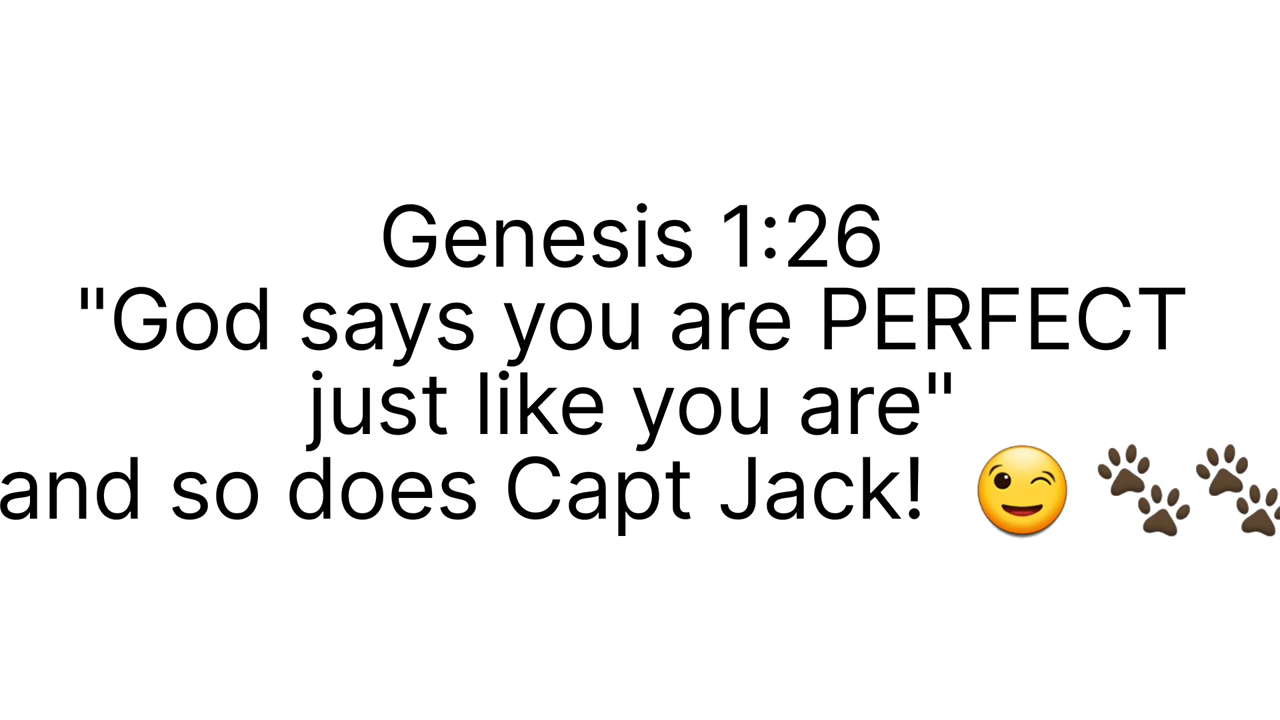 Genesis 1:26
"God says you are PERFECT
just like you are"
and so does Capt Jack! 😉 🐾🐾